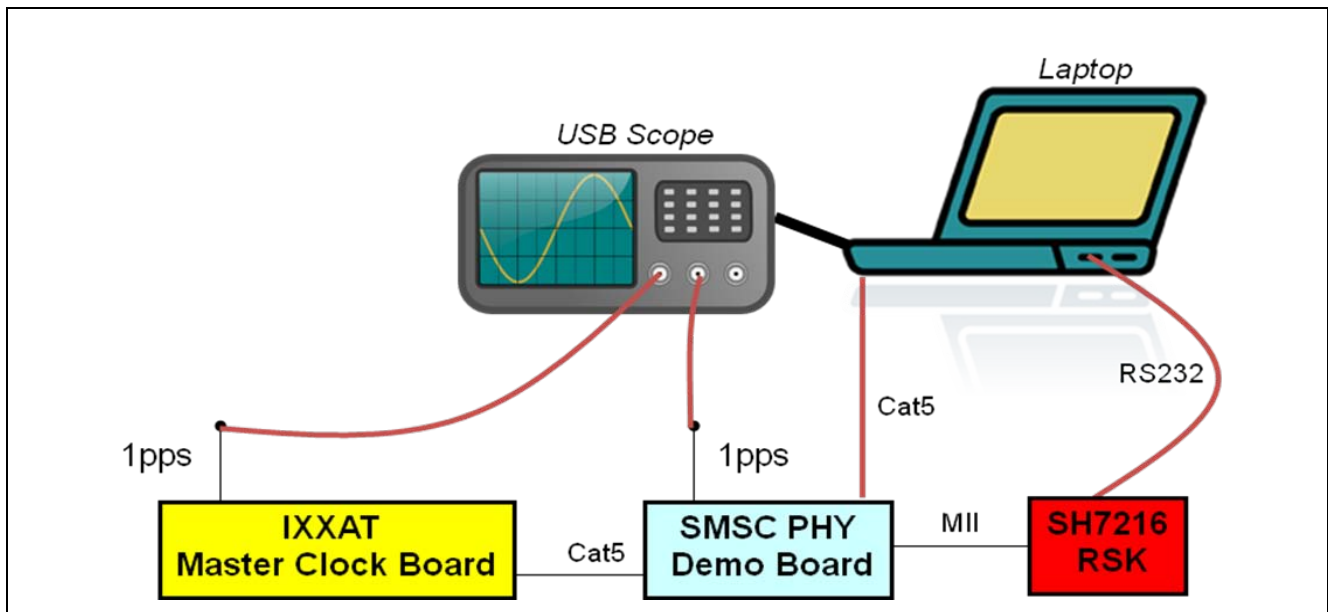 Laptop
USB Scope
RS232
Cat5
1pps
1pps
IXXAT
Master Clock Board
Cat5
SMSC PHY
Demo Board
MII
SH7216
RSK